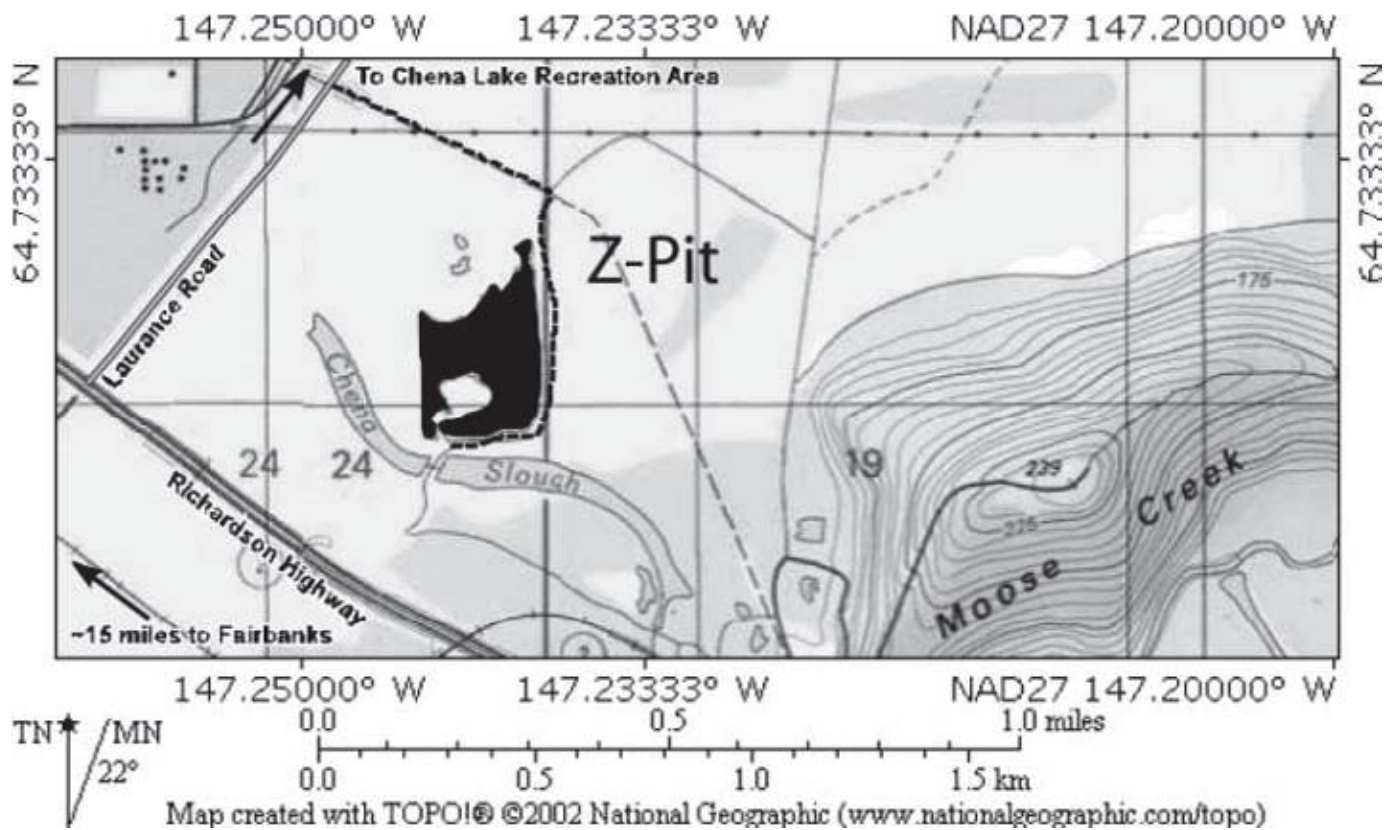 147.25000° W 147.23333° W NAD27 147.20000° W
To Chena Lake Recreation Area
64.73333° N
64.73333° N
Laurance Road
Z-Pit
175
Chena
Slough
24 24
19
239
225
Richardson Highway
Moose Creek
~15 miles to Fairbanks
147.25000° W 147.23333° W NAD27 147.20000° W
TN MN
22°
0.0 0.5 1.0 miles
0.0 0.5 1.0 1.5 km
Map created with TOPO!® ©2002 National Geographic (www.nationalgeographic.com/topo)